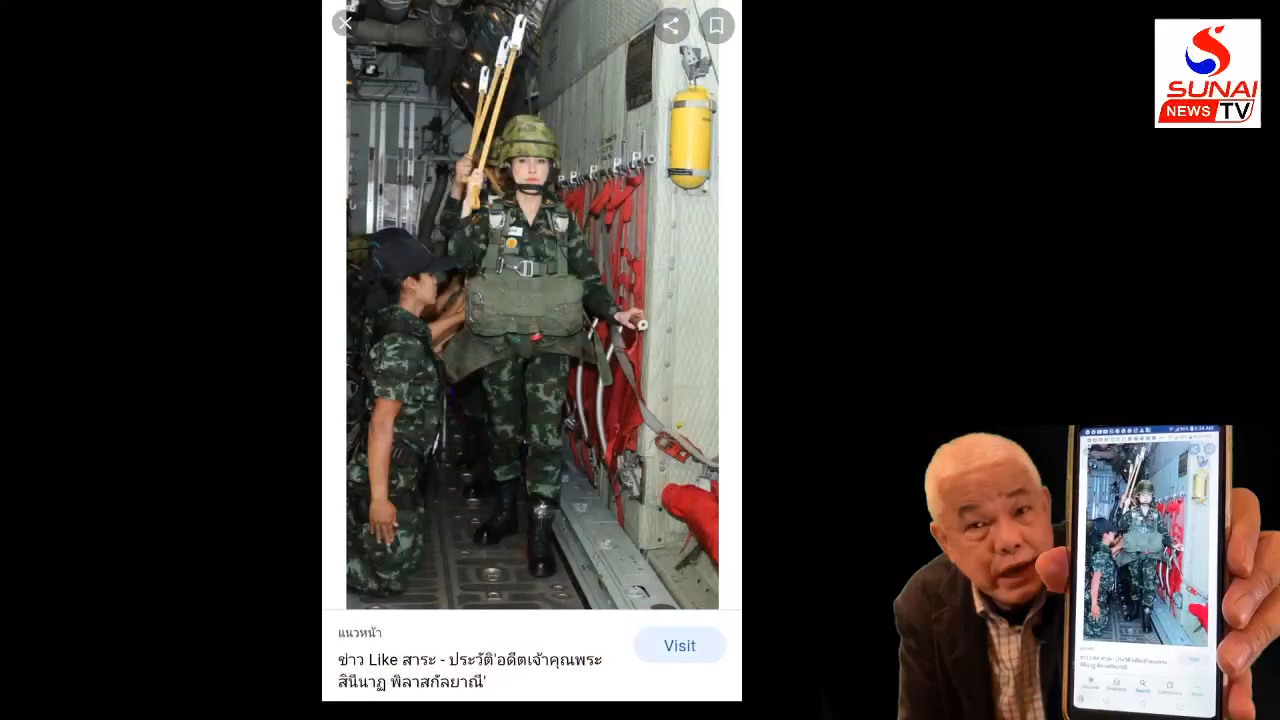 SUNAI
NEWS TV
แนวหน้า
ข่าว Like สาระ - ประวัติ'อดีตเจ้าคุณพระ
สินีนาฏ พิลาสกัลยาณี'
Visit